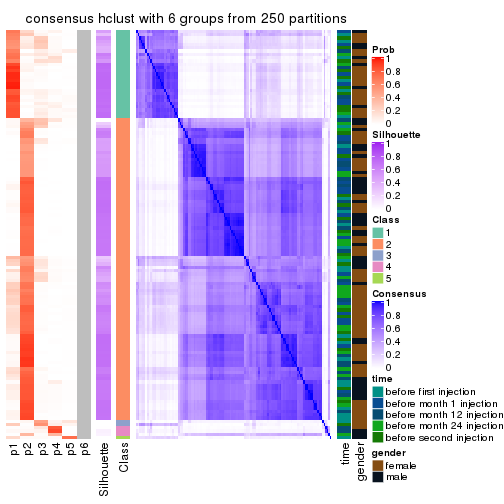 consensus hclust with 6 groups from 250 partitions
Prob
1
0.8
0.6
0.4
0.2
0
Silhouette
1
0.8
0.6
0.4
0.2
0
Class
1
2
3
4
5
Consensus
1
0.8
0.6
0.4
0.2
0
time
before first injection
before month 1 injection
before month 12 injection
before month 24 injection
before second injection
gender
female
male
p1
p2
p3
p4
p5
p6
Silhouette
Class
time
gender